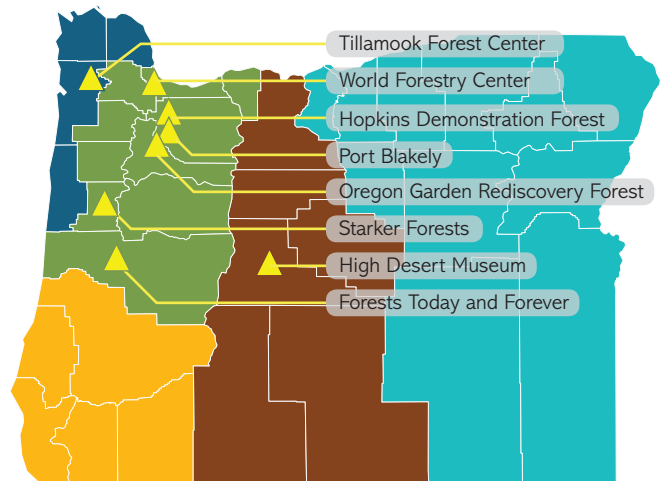 Tillamook Forest Center
World Forestry Center
Hopkins Demonstration Forest
Port Blakely
Oregon Garden Rediscovery Forest
Starker Forests
High Desert Museum
Forests Today and Forever